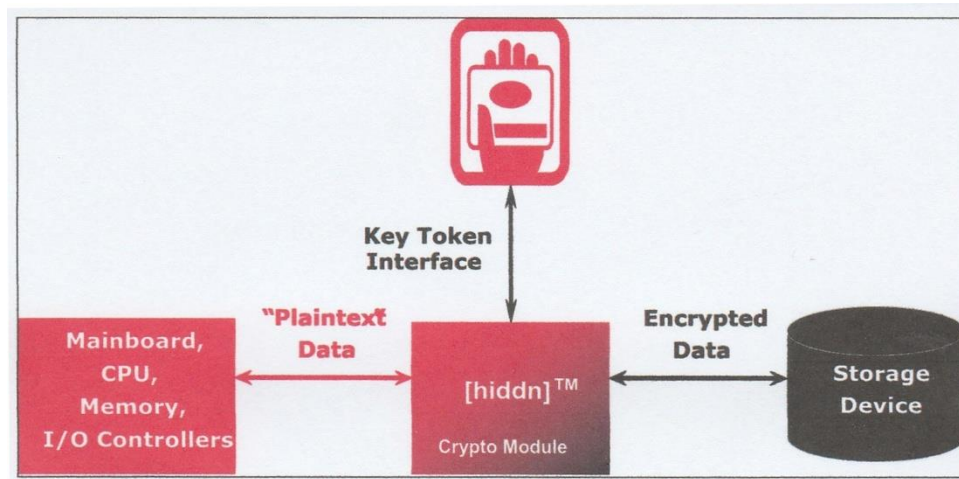 Key Token
Interface
"Plaintext"
Data
Encrypted
Data
Mainboard,
CPU,
Memory,
I/O Controllers
[hiddn]™
Crypto Module
Storage
Device